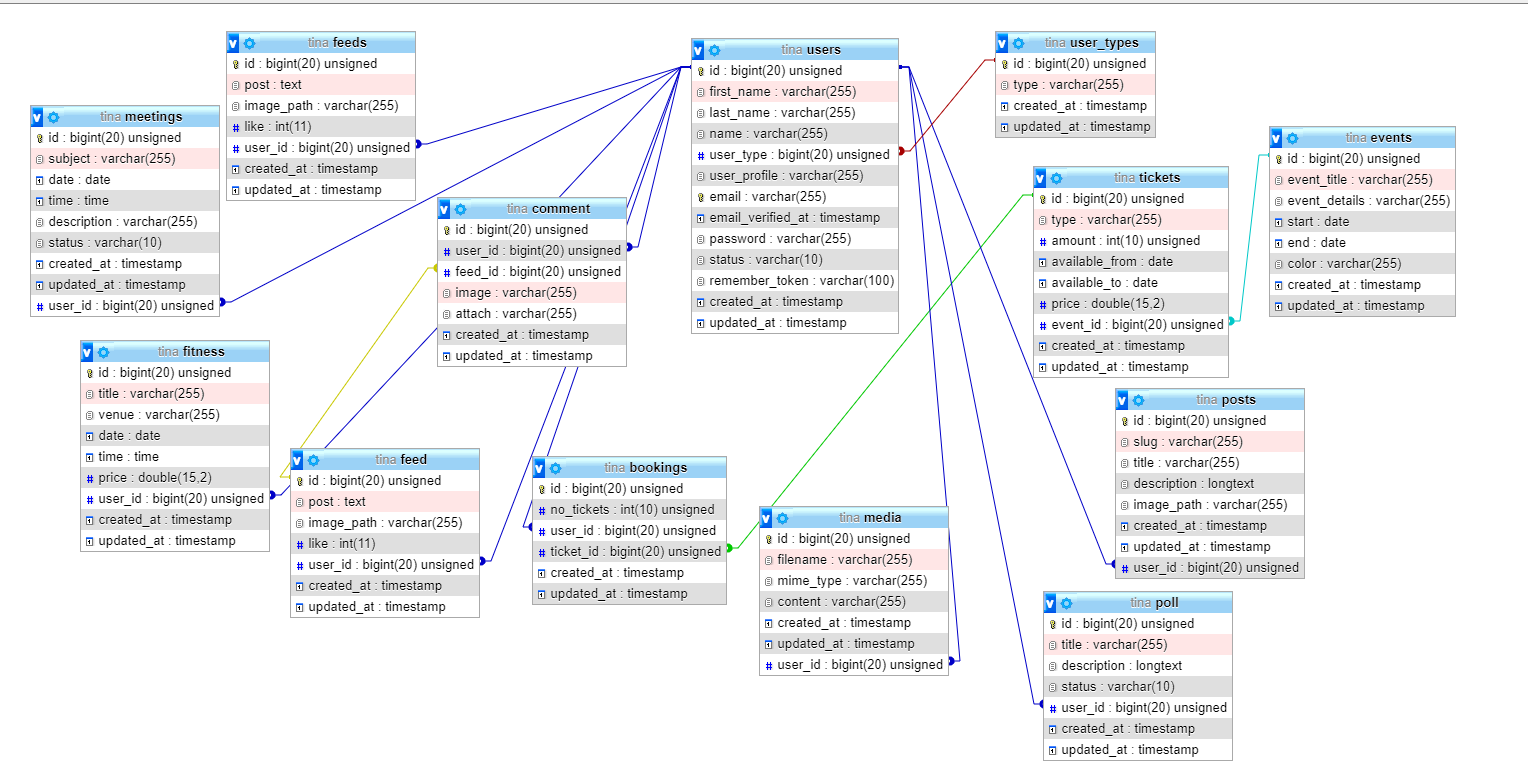 tina feeds
id : bigint(20) unsigned
post : text
image_path : varchar(255)
like : int(11)
user_id : bigint(20) unsigned
created_at : timestamp
updated_at : timestamp
tina users
id : bigint(20) unsigned
first_name : varchar(255)
last_name : varchar(255)
name : varchar(255)
user_type : bigint(20) unsigned
user_profile : varchar(255)
email : varchar(255)
email_verified_at : timestamp
password : varchar(255)
status : varchar(10)
remember_token : varchar(100)
created_at : timestamp
updated_at : timestamp
tina user_types
id : bigint(20) unsigned
type : varchar(255)
created_at : timestamp
updated_at : timestamp
tina meetings
id : bigint(20) unsigned
subject : varchar(255)
date : date
time : time
description : varchar(255)
status : varchar(10)
created_at : timestamp
updated_at : timestamp
user_id : bigint(20) unsigned
tina events
id : bigint(20) unsigned
event_title : varchar(255)
event_details : varchar(255)
start : date
end : date
color : varchar(255)
created_at : timestamp
updated_at : timestamp
tina tickets
id : bigint(20) unsigned
type : varchar(255)
amount : int(10) unsigned
available_from : date
available_to : date
price : double(15,2)
event_id : bigint(20) unsigned
created_at : timestamp
updated_at : timestamp
tina comment
id : bigint(20) unsigned
user_id : bigint(20) unsigned
feed_id : bigint(20) unsigned
image : varchar(255)
attach : varchar(255)
created_at : timestamp
updated_at : timestamp
tina fitness
id : bigint(20) unsigned
title : varchar(255)
venue : varchar(255)
date : date
time : time
price : double(15,2)
user_id : bigint(20) unsigned
created_at : timestamp
updated_at : timestamp
tina posts
id : bigint(20) unsigned
slug : varchar(255)
title : varchar(255)
description : longtext
image_path : varchar(255)
created_at : timestamp
updated_at : timestamp
user_id : bigint(20) unsigned
tina feed
id : bigint(20) unsigned
post : text
image_path : varchar(255)
like : int(11)
user_id : bigint(20) unsigned
created_at : timestamp
updated_at : timestamp
tina bookings
id : bigint(20) unsigned
no_tickets : int(10) unsigned
user_id : bigint(20) unsigned
ticket_id : bigint(20) unsigned
created_at : timestamp
updated_at : timestamp
tina media
id : bigint(20) unsigned
filename : varchar(255)
mime_type : varchar(255)
content : varchar(255)
created_at : timestamp
updated_at : timestamp
user_id : bigint(20) unsigned
tina poll
id : bigint(20) unsigned
title : varchar(255)
description : longtext
status : varchar(10)
user_id : bigint(20) unsigned
created_at : timestamp
updated_at : timestamp